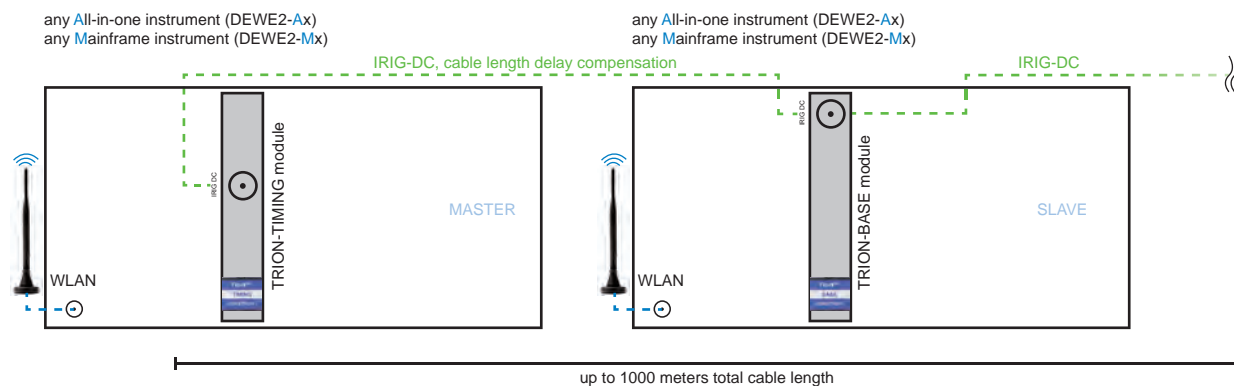 any All-in-one instrument (DEWE2-Ax)
any Mainframe instrument (DEWE2-Mx)
any All-in-one instrument (DEWE2-Ax)
any Mainframe instrument (DEWE2-Mx)
IRIG-DC, cable length delay compensation
IRIG-DC
IRIG DC
TRION-TIMING module
MASTER
WLAN
TIMING
IRIG DC
TRION-BASE module
SLAVE
WLAN
BASE
up to 1000 meters total cable length